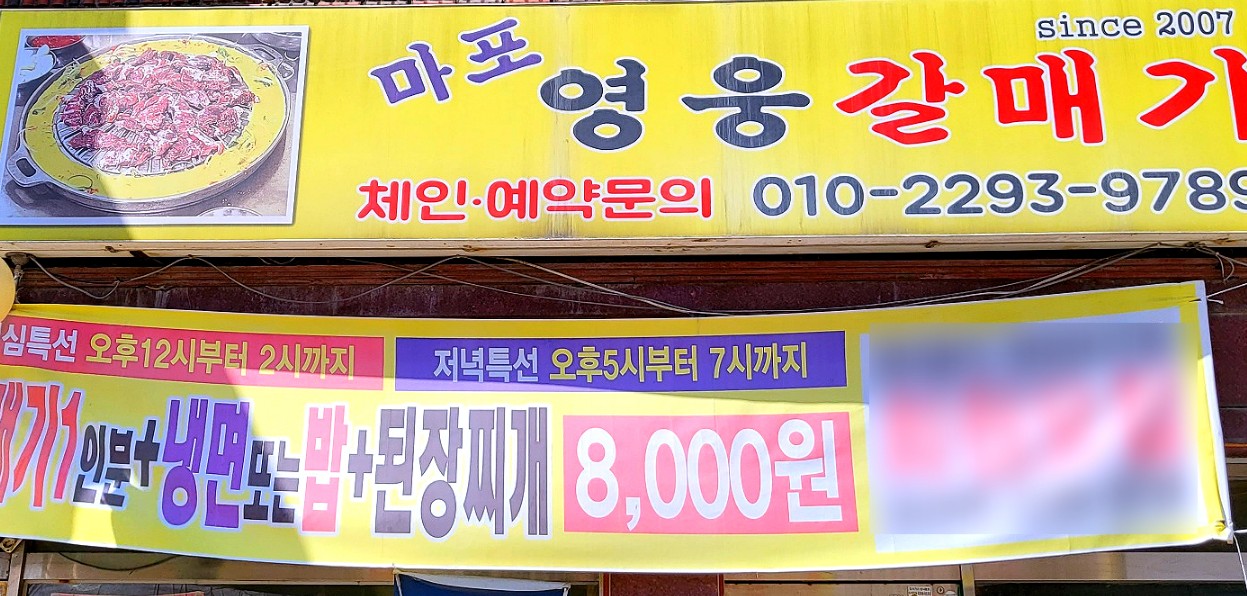 since 2007
마포 영웅 갈매기
체인·예약문의 010-2293-9789
심특선 오후12시부터 2시까지 저녁특선 오후5시부터 7시까지
매기1인분+냉면또는밥+된장찌개 8,000원